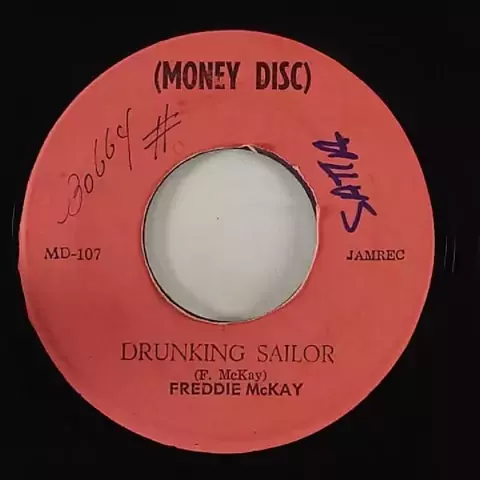 (MONEY DISC)
30664 #
SATIA
MD-107
JAMREC
DRUNKING SAILOR
(F. McKay)
FREDDIE McKAY